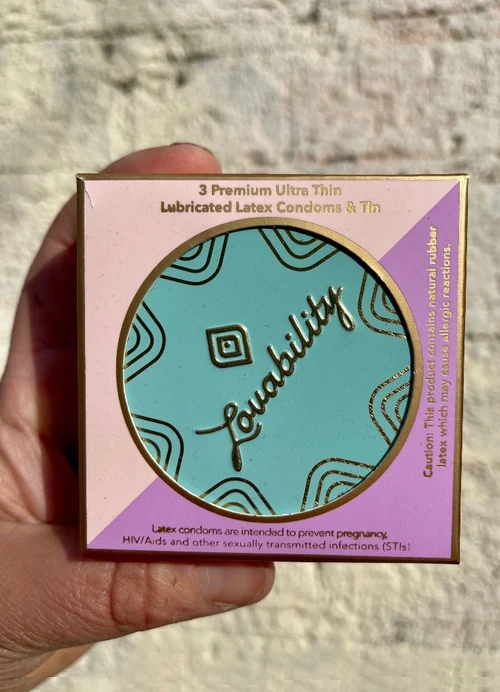 3 Premium Ultra Thin
Lubricated Latex Condoms & Tin
Lovability
Caution: This product contains natural rubber
latex which may cause allergic reactions.
Latex condoms are intended to prevent pregnancy,
HIV/Aids and other sexually transmitted infections (STIs)